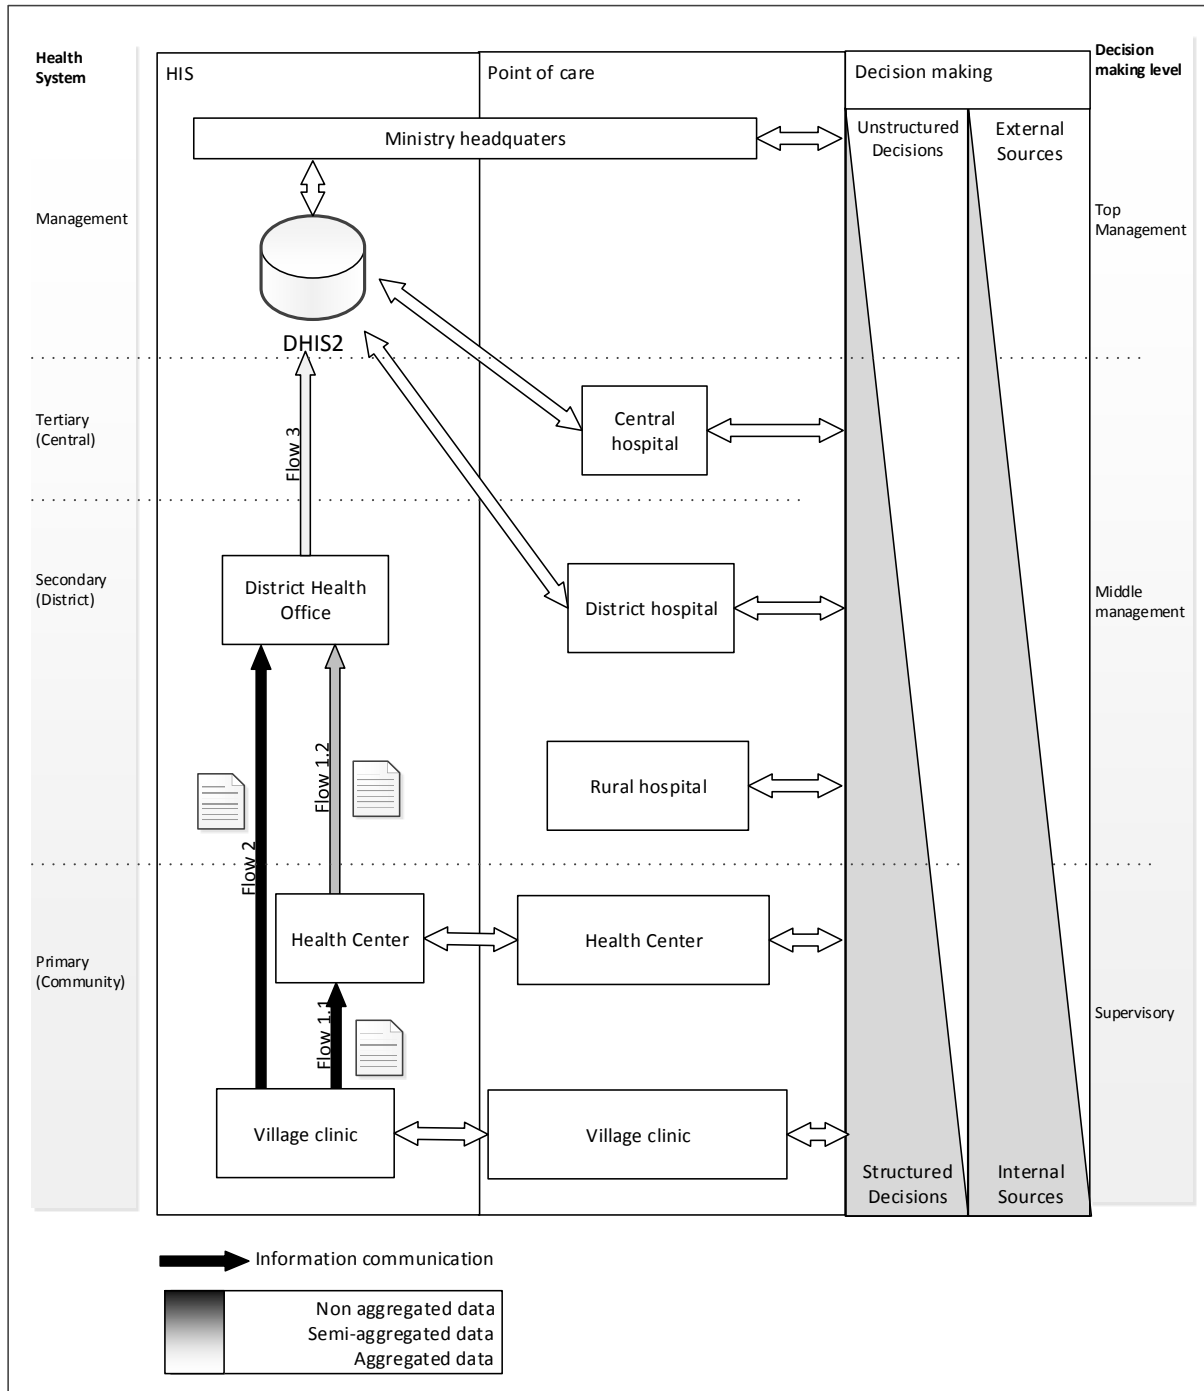 Health
System
HIS
Point of care
Decision making
Decision
making level
Ministry headquaters
Unstructured
Decisions
External
Sources
Management
Top
Management
DHIS2
Tertiary
(Central)
Flow 3
Central
hospital
Secondary
(District)
District Health
Office
District hospital
Middle
management
Flow 1.2
Rural hospital
Flow 2
Health Center
Health Center
Primary
(Community)
Flow 1.1
Supervisory
Village clinic
Village clinic
Structured
Decisions
Internal
Sources
Information communication
Non aggregated data
Semi-aggregated data
Aggregated data